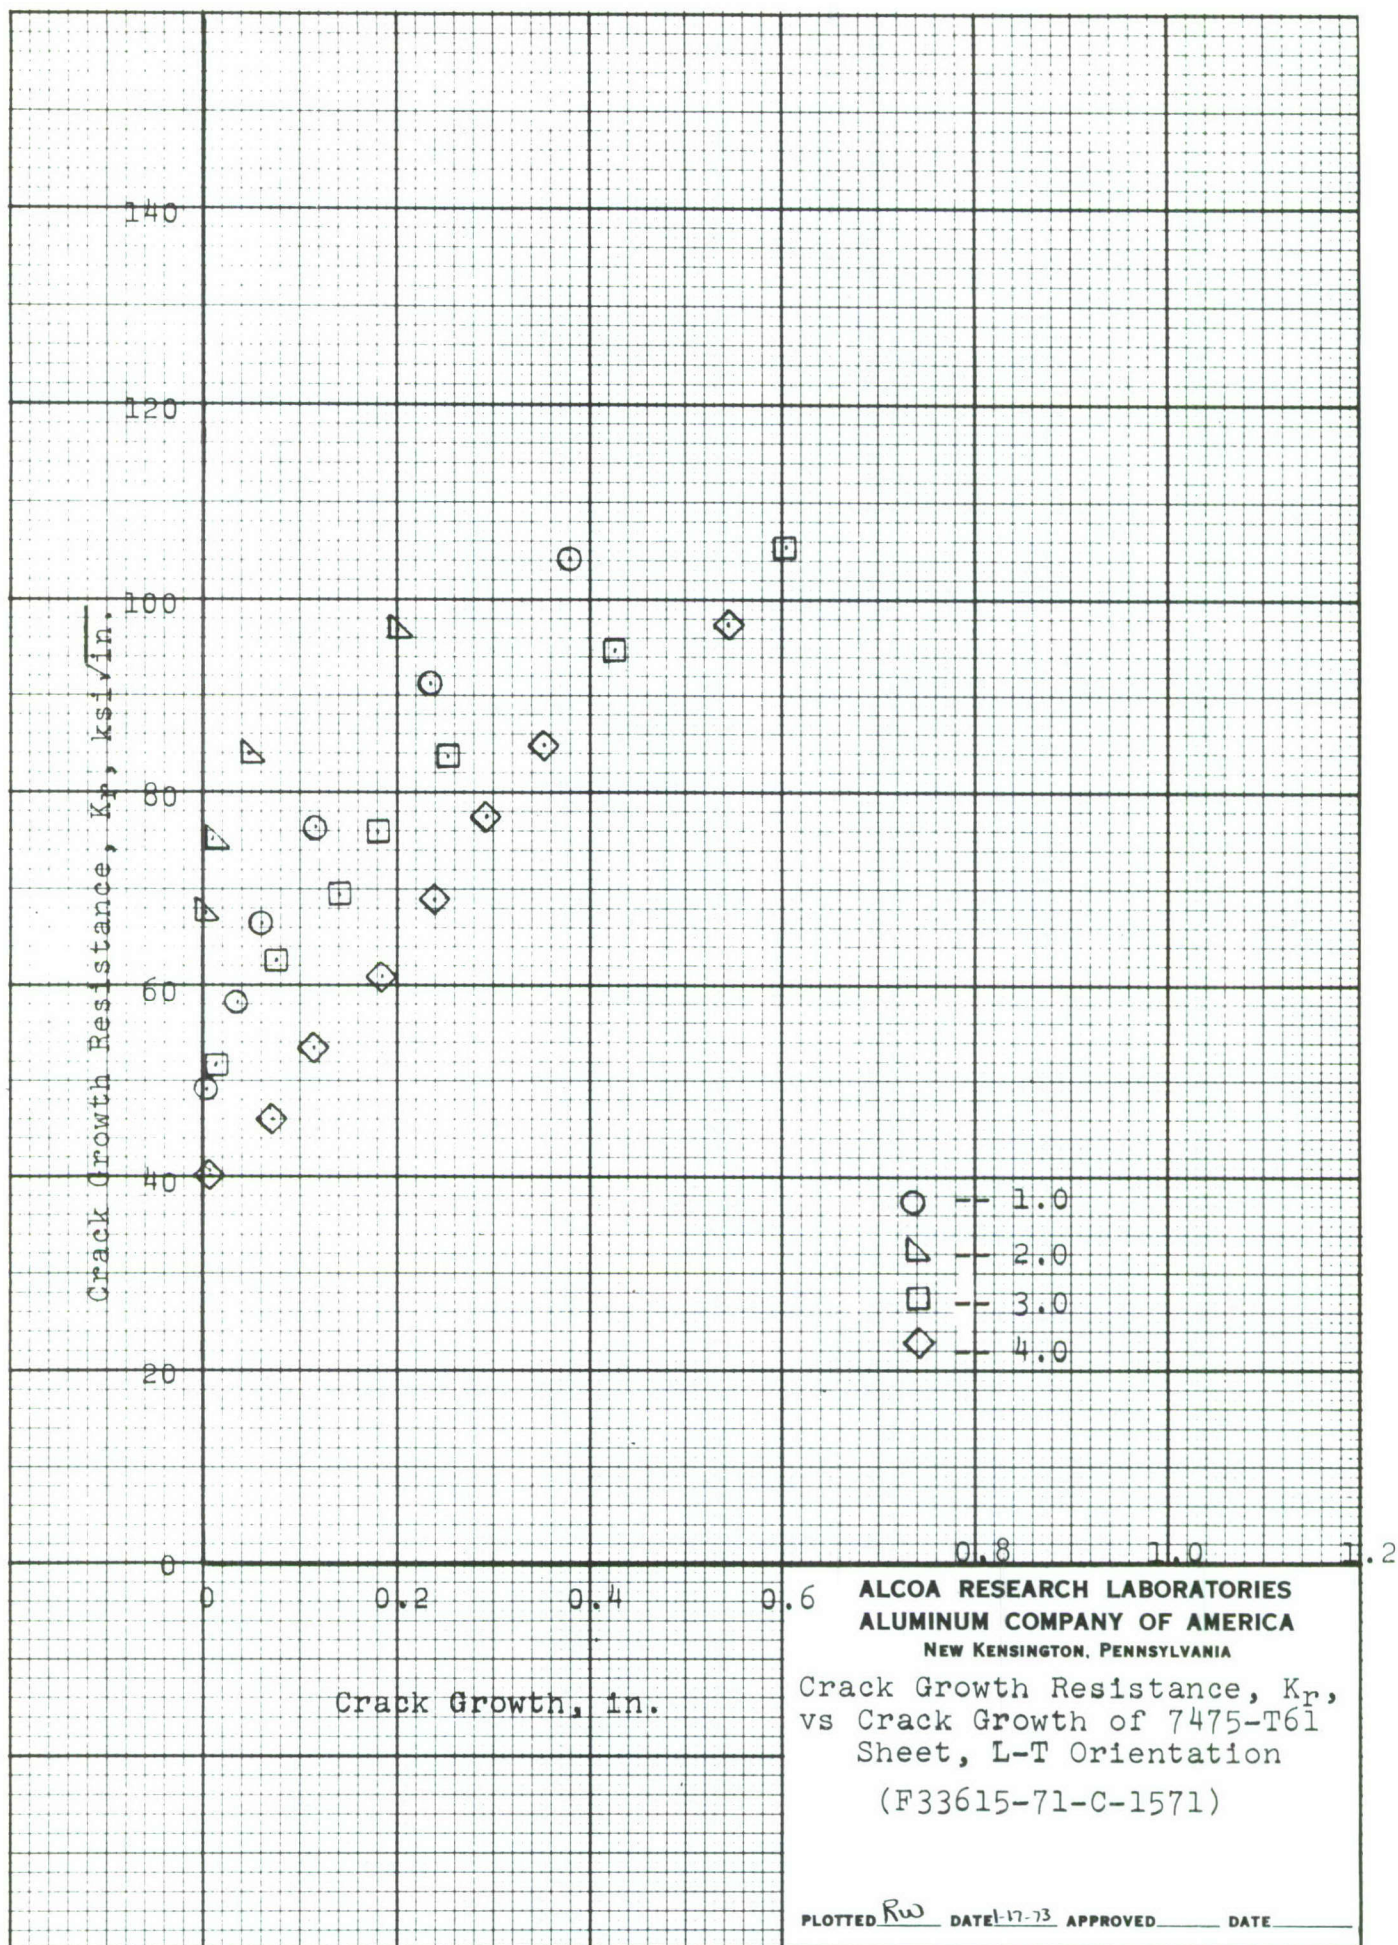 140
120
100
80
60
40
20
0
Crack Growth Resistance, Kr, ksi√in.
-- 1.0
-- 2.0
-- 3.0
-- 4.0
0 0.2 0.4 0.6 0.8 1.0 1.2
Crack Growth, in.
ALCOA RESEARCH LABORATORIES
ALUMINUM COMPANY OF AMERICA
NEW KENSINGTON, PENNSYLVANIA
Crack Growth Resistance, Kr,
vs Crack Growth of 7475-T61
Sheet, L-T Orientation
(F33615-71-C-1571)
PLOTTED RW DATE 1-17-73 APPROVED DATE